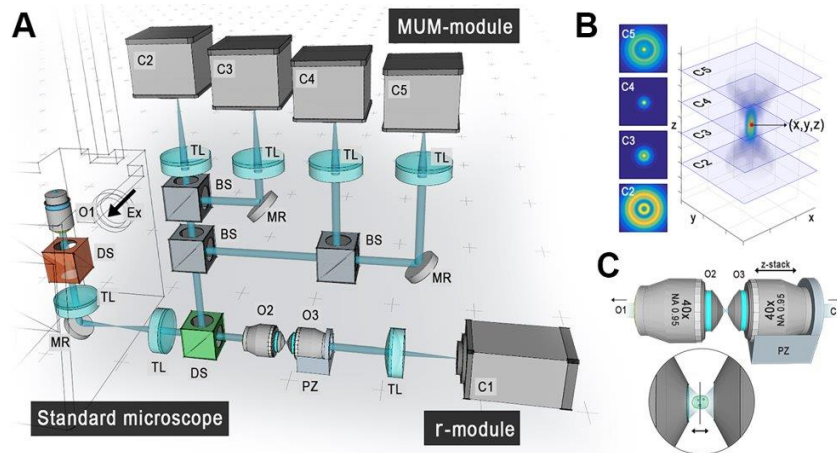 A
MUM-module
C2
C3
C4
C5
TL
TL
TL
TL
BS
MR
O1
Ex
DS
BS
BS
MR
TL
MR
TL
DS
O2
O3
PZ
TL
C1
Standard microscope
r-module
B
C5
C4
C3
C2
z
C5
C4
C3
C2
(x,y,z)
y
x
C
z-stack
O1
O2
O3
40x
NA 0.95
40x
NA 0.95
C
PZ